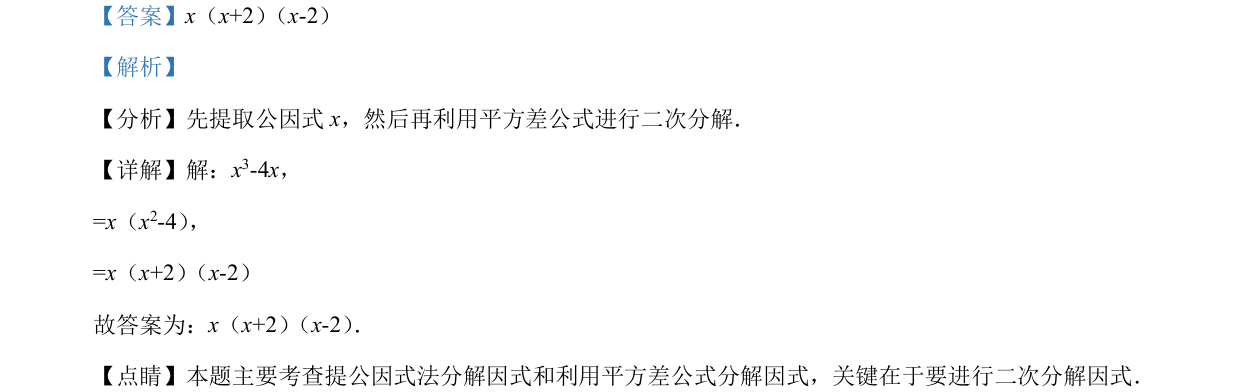 【答案】x（x+2）（x-2）
【解析】
【分析】先提取公因式 x，然后再利用平方差公式进行二次分解．
【详解】解：x³-4x，
=x（x²-4），
=x（x+2）（x-2）
故答案为：x（x+2）（x-2）．
【点睛】本题主要考查提公因式法分解因式和利用平方差公式分解因式，关键在于要进行二次分解因式．